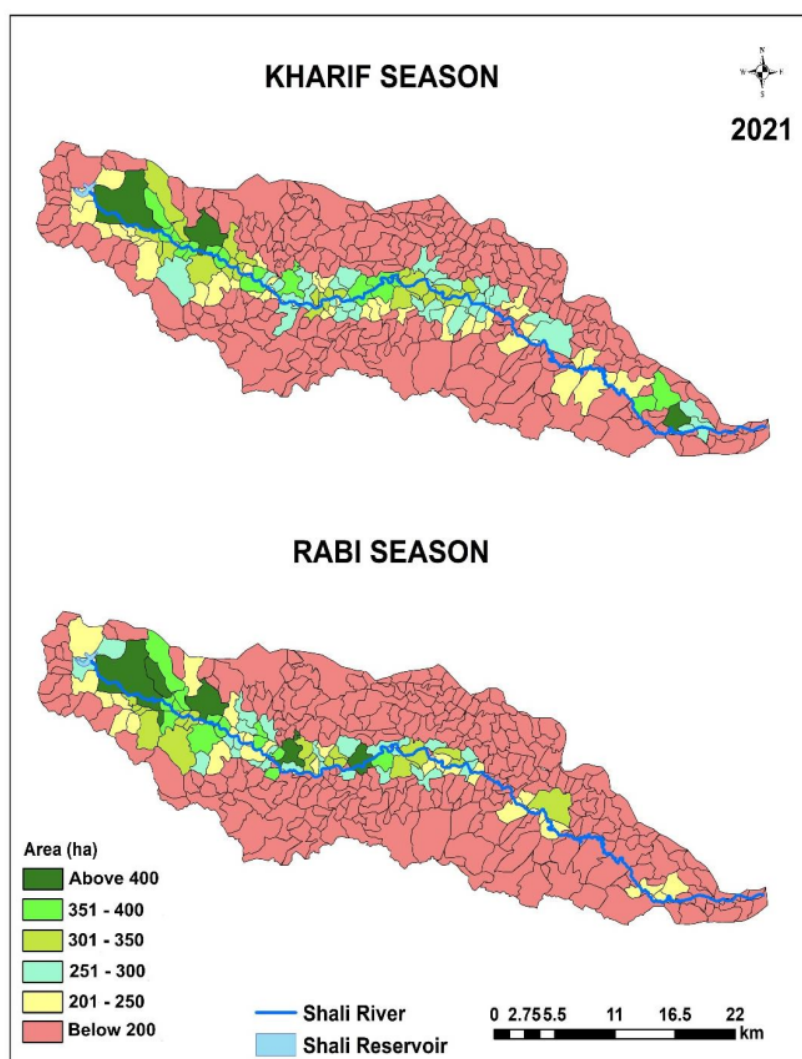 KHARIF SEASON
N
W E
S
2021
RABI SEASON
Area (ha)
Above 400
351 - 400
301 - 350
251 - 300
201 - 250
Below 200
Shali River
Shali Reservoir
0 2.75 5.5 11 16.5 22
km